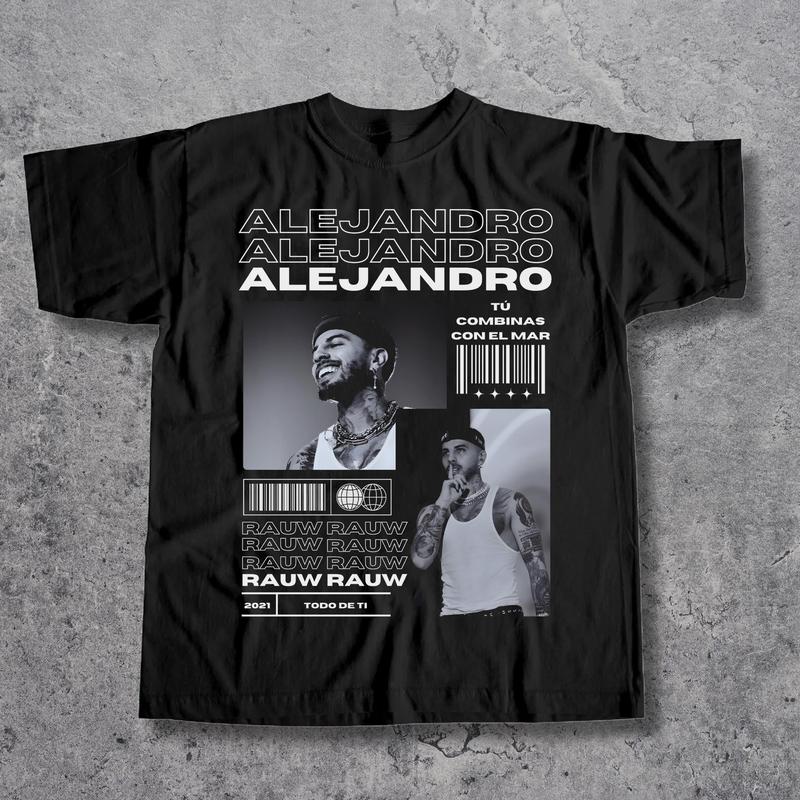 ALEJANDRO
ALEJANDRO
ALEJANDRO
TÚ
COMBINAS
CON EL MAR
RAUW RAUW
RAUW RAUW
RAUW RAUW
RAUW RAUW
2021 TODO DE TI